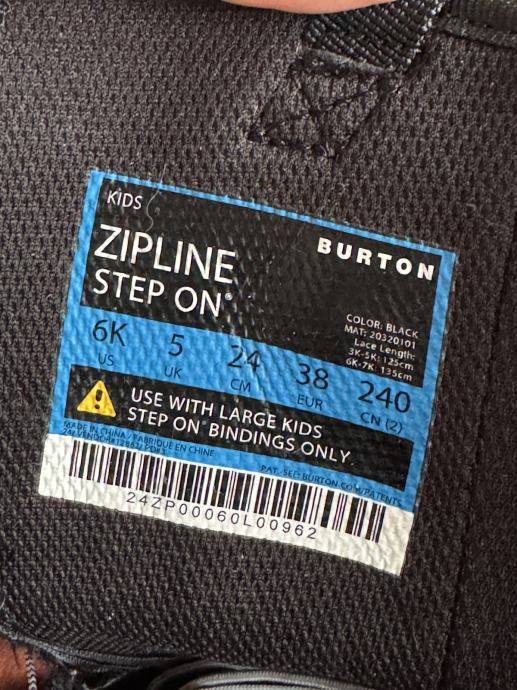 KIDS
BURTON
ZIPLINE
STEP ON®
COLOR: BLACK
MAT: 20320101
Lace Length:
3K-5K: 125cm
6K-7K: 135cm
6K 5 24 38 240
US UK CM EUR CN (2)
USE WITH LARGE KIDS
STEP ON® BINDINGS ONLY
MADE IN CHINA / FABRIQUÉ EN CHINE
PAT.-SEE: BURTON.COM/PATENTS
24ZP00060L00962